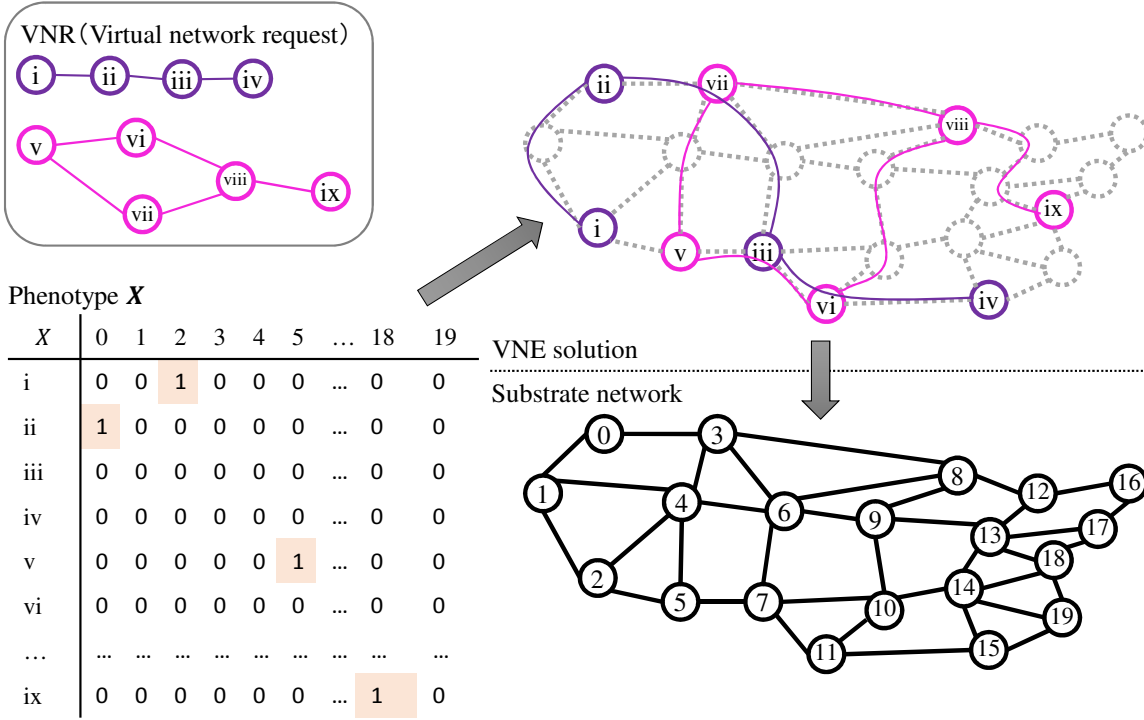 VNR（Virtual network request）
i ii iii iv
v vi vii viii ix
ii vii viii
i v iii vi iv ix
VNE solution
Substrate network
Phenotype X
X 0 1 2 3 4 5 … 18 19
i 0 0 1 0 0 0 … 0 0
ii 1 0 0 0 0 0 … 0 0
iii 0 0 0 0 0 0 … 0 0
iv 0 0 0 0 0 0 … 0 0
v 0 0 0 0 0 1 … 0 0
vi 0 0 0 0 0 0 … 0 0
… … … … … … … … … …
ix 0 0 0 0 0 0 … 1 0
0 3
1 4 6 8 9 12 16
13 17
2 5 7 10 14 18
11 15 19